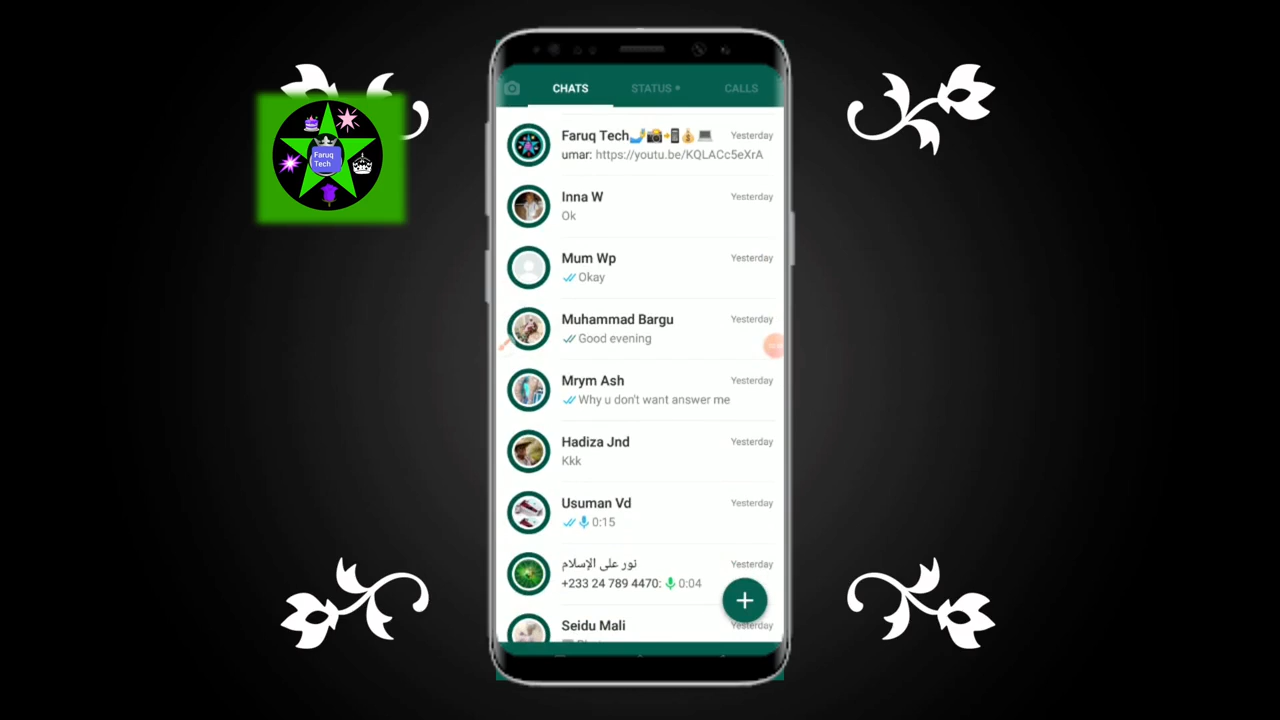 Faruq
Tech
CHATS
STATUS
CALLS
Faruq Tech🤳📸📲💰💻
Yesterday
umar: https://youtu.be/KQLACc5eXrA
Inna W
Yesterday
Ok
Mum Wp
Yesterday
Okay
Muhammad Bargu
Yesterday
Good evening
Mrym Ash
Yesterday
Why u don't want answer me
Hadiza Jnd
Yesterday
Kkk
Usuman Vd
Yesterday
0:15
نور على الإسلام
Yesterday
+233 24 789 4470: 0:04
Seidu Mali
Yesterday